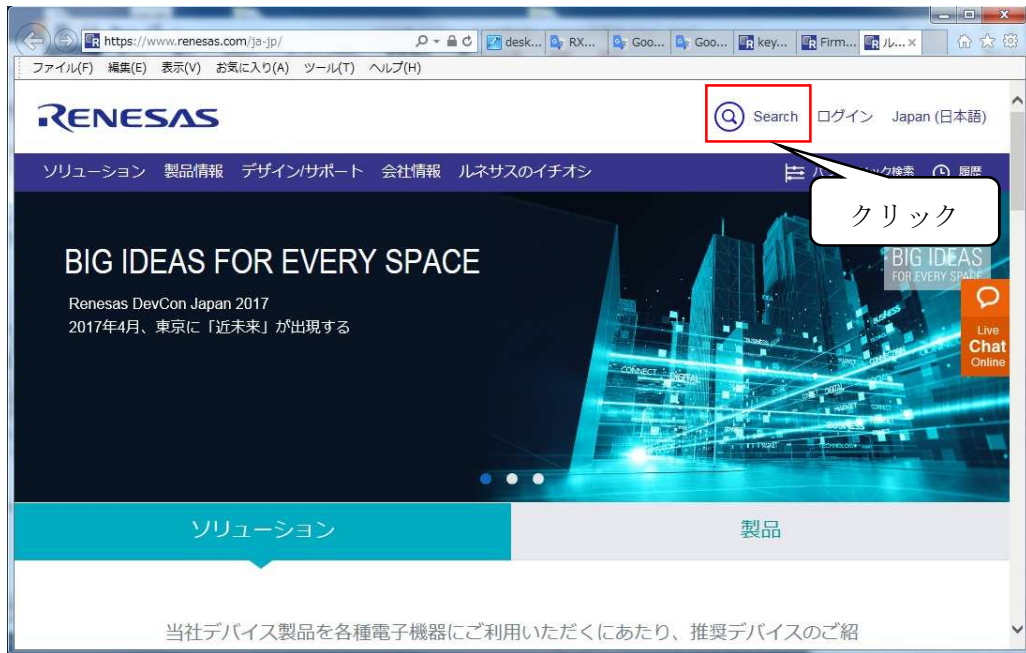 https://www.renesas.com/ja-jp/
desk... RX... Goo... Goo... key... Firm... ル... ×
ファイル(F) 編集(E) 表示(V) お気に入り(A) ツール(T) ヘルプ(H)
RENESAS
Search ログイン Japan (日本語)
ソリューション 製品情報 デザイン/サポート 会社情報 ルネサスのイチオシ 履歴
クリック
BIG IDEAS FOR EVERY SPACE
BIG IDEAS
FOR EVERY SPACE
Renesas DevCon Japan 2017
2017年4月、東京に「近未来」が出現する
Live
Chat
Online
CONNECT
DIGITAL
BUSINESS
ソリューション 製品
当社デバイス製品を各種電子機器にご利用いただくにあたり、推奨デバイスのご紹